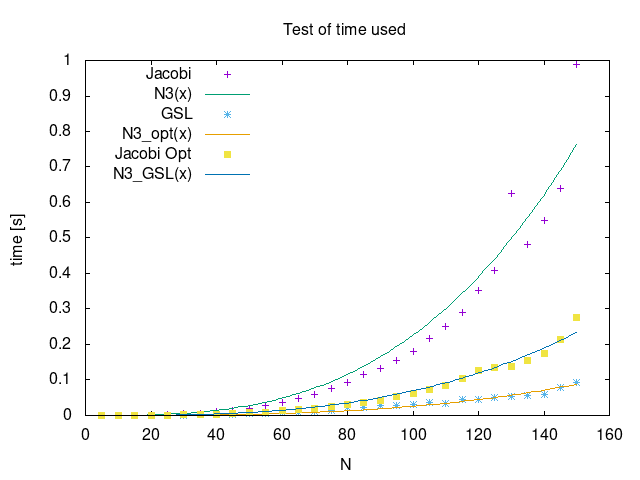 Test of time used
1
0.9
0.8
0.7
0.6
0.5
0.4
0.3
0.2
0.1
0
time [s]
Jacobi
N3(x)
GSL
N3_opt(x)
Jacobi Opt
N3_GSL(x)
0 20 40 60 80 100 120 140 160
N